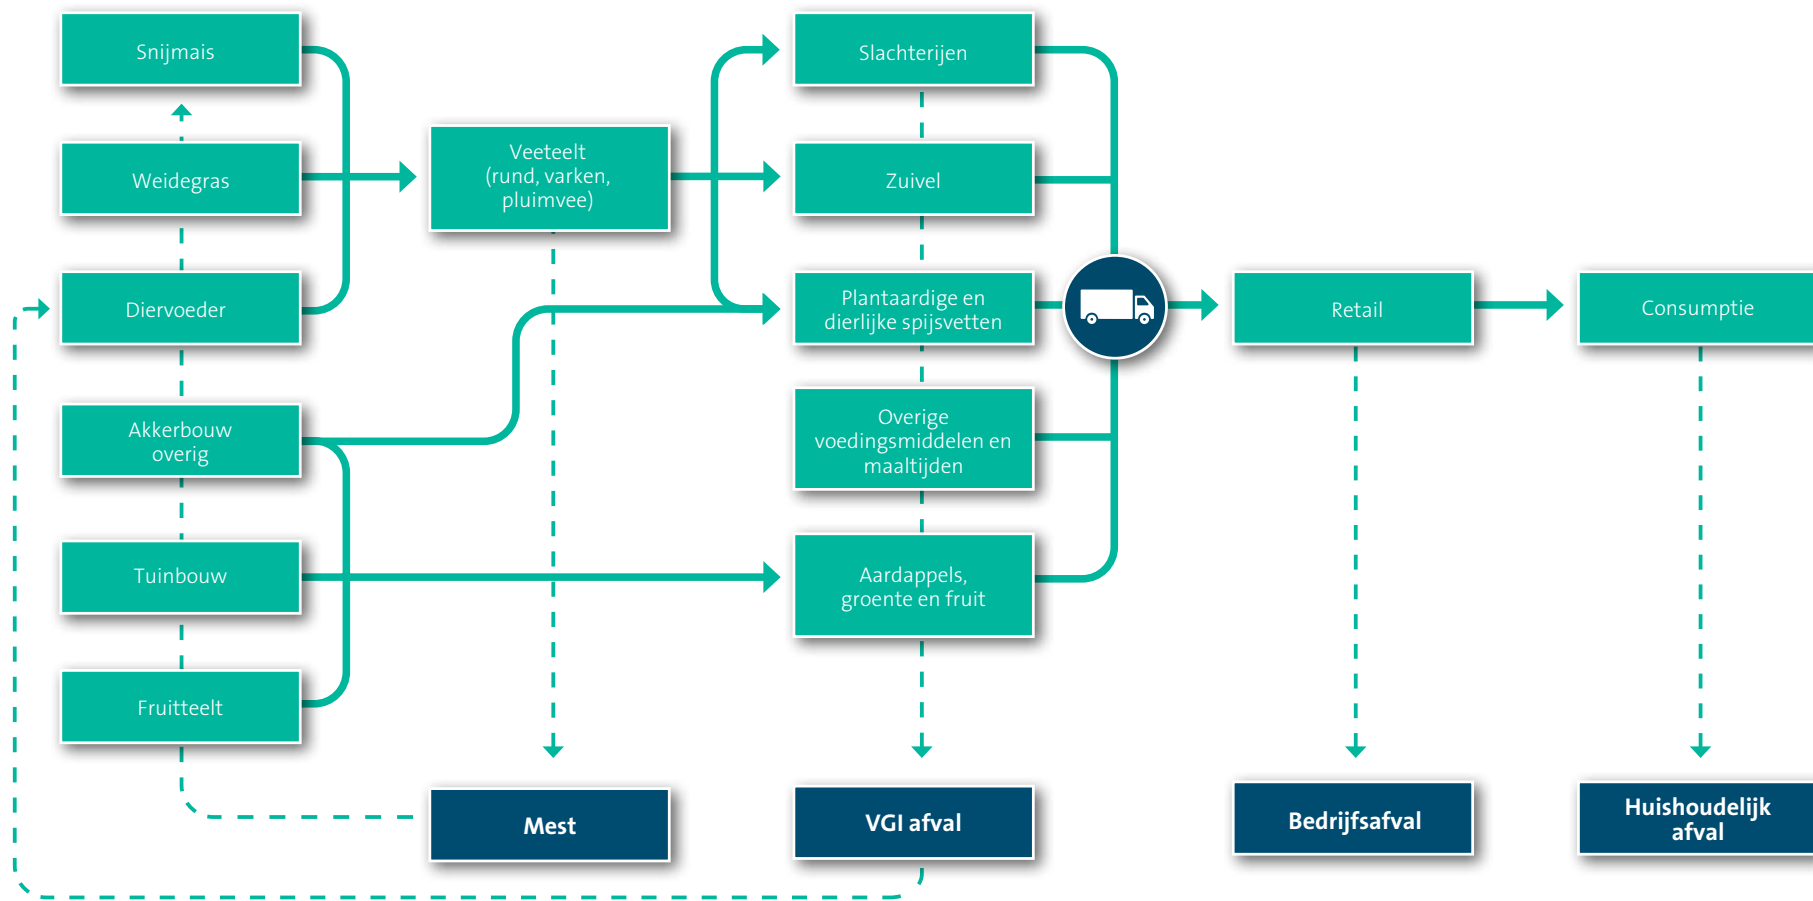 Snijmais
Weidegras
Diervoeder
Akkerbouw
overig
Tuinbouw
Fruitteelt
Veeteelt
(rund, varken,
pluimvee)
Mest
Slachterijen
Zuivel
Plantaardige en
dierlijke spijsvetten
Overige
voedingsmiddelen en
maaltijden
Aardappels,
groente en fruit
VGI afval
Retail
Bedrijfsafval
Consumptie
Huishoudelijk
afval